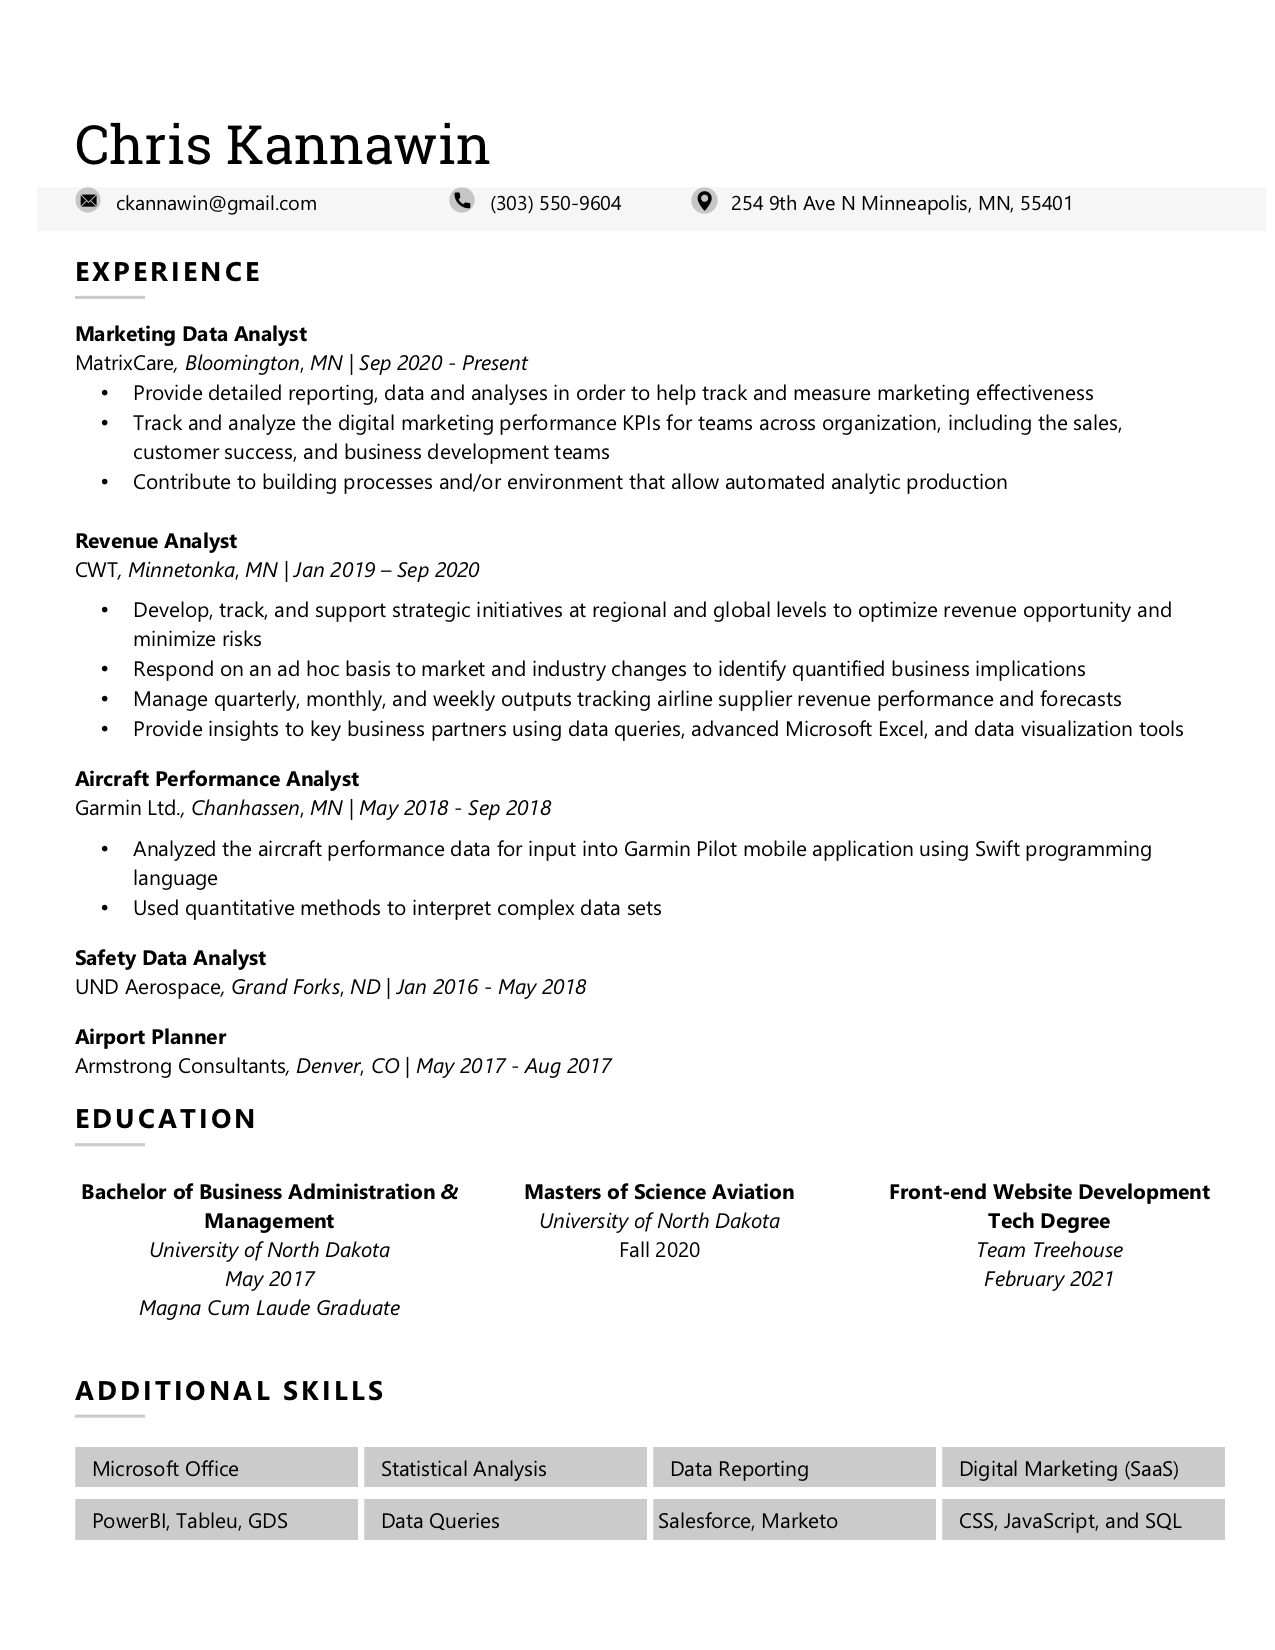 Chris Kannawin
ckannawin@gmail.com (303) 550-9604 254 9th Ave N Minneapolis, MN, 55401
EXPERIENCE
Marketing Data Analyst
MatrixCare, Bloomington, MN | Sep 2020 - Present
• Provide detailed reporting, data and analyses in order to help track and measure marketing effectiveness
• Track and analyze the digital marketing performance KPIs for teams across organization, including the sales,
customer success, and business development teams
• Contribute to building processes and/or environment that allow automated analytic production
Revenue Analyst
CWT, Minnetonka, MN | Jan 2019 – Sep 2020
• Develop, track, and support strategic initiatives at regional and global levels to optimize revenue opportunity and
minimize risks
• Respond on an ad hoc basis to market and industry changes to identify quantified business implications
• Manage quarterly, monthly, and weekly outputs tracking airline supplier revenue performance and forecasts
• Provide insights to key business partners using data queries, advanced Microsoft Excel, and data visualization tools
Aircraft Performance Analyst
Garmin Ltd., Chanhassen, MN | May 2018 - Sep 2018
• Analyzed the aircraft performance data for input into Garmin Pilot mobile application using Swift programming
language
• Used quantitative methods to interpret complex data sets
Safety Data Analyst
UND Aerospace, Grand Forks, ND | Jan 2016 - May 2018
Airport Planner
Armstrong Consultants, Denver, CO | May 2017 - Aug 2017
EDUCATION
Bachelor of Business Administration &
Management
University of North Dakota
May 2017
Magna Cum Laude Graduate
Masters of Science Aviation
University of North Dakota
Fall 2020
Front-end Website Development
Tech Degree
Team Treehouse
February 2021
ADDITIONAL SKILLS
Microsoft Office Statistical Analysis Data Reporting Digital Marketing (SaaS)
PowerBI, Tableu, GDS Data Queries Salesforce, Marketo CSS, JavaScript, and SQL